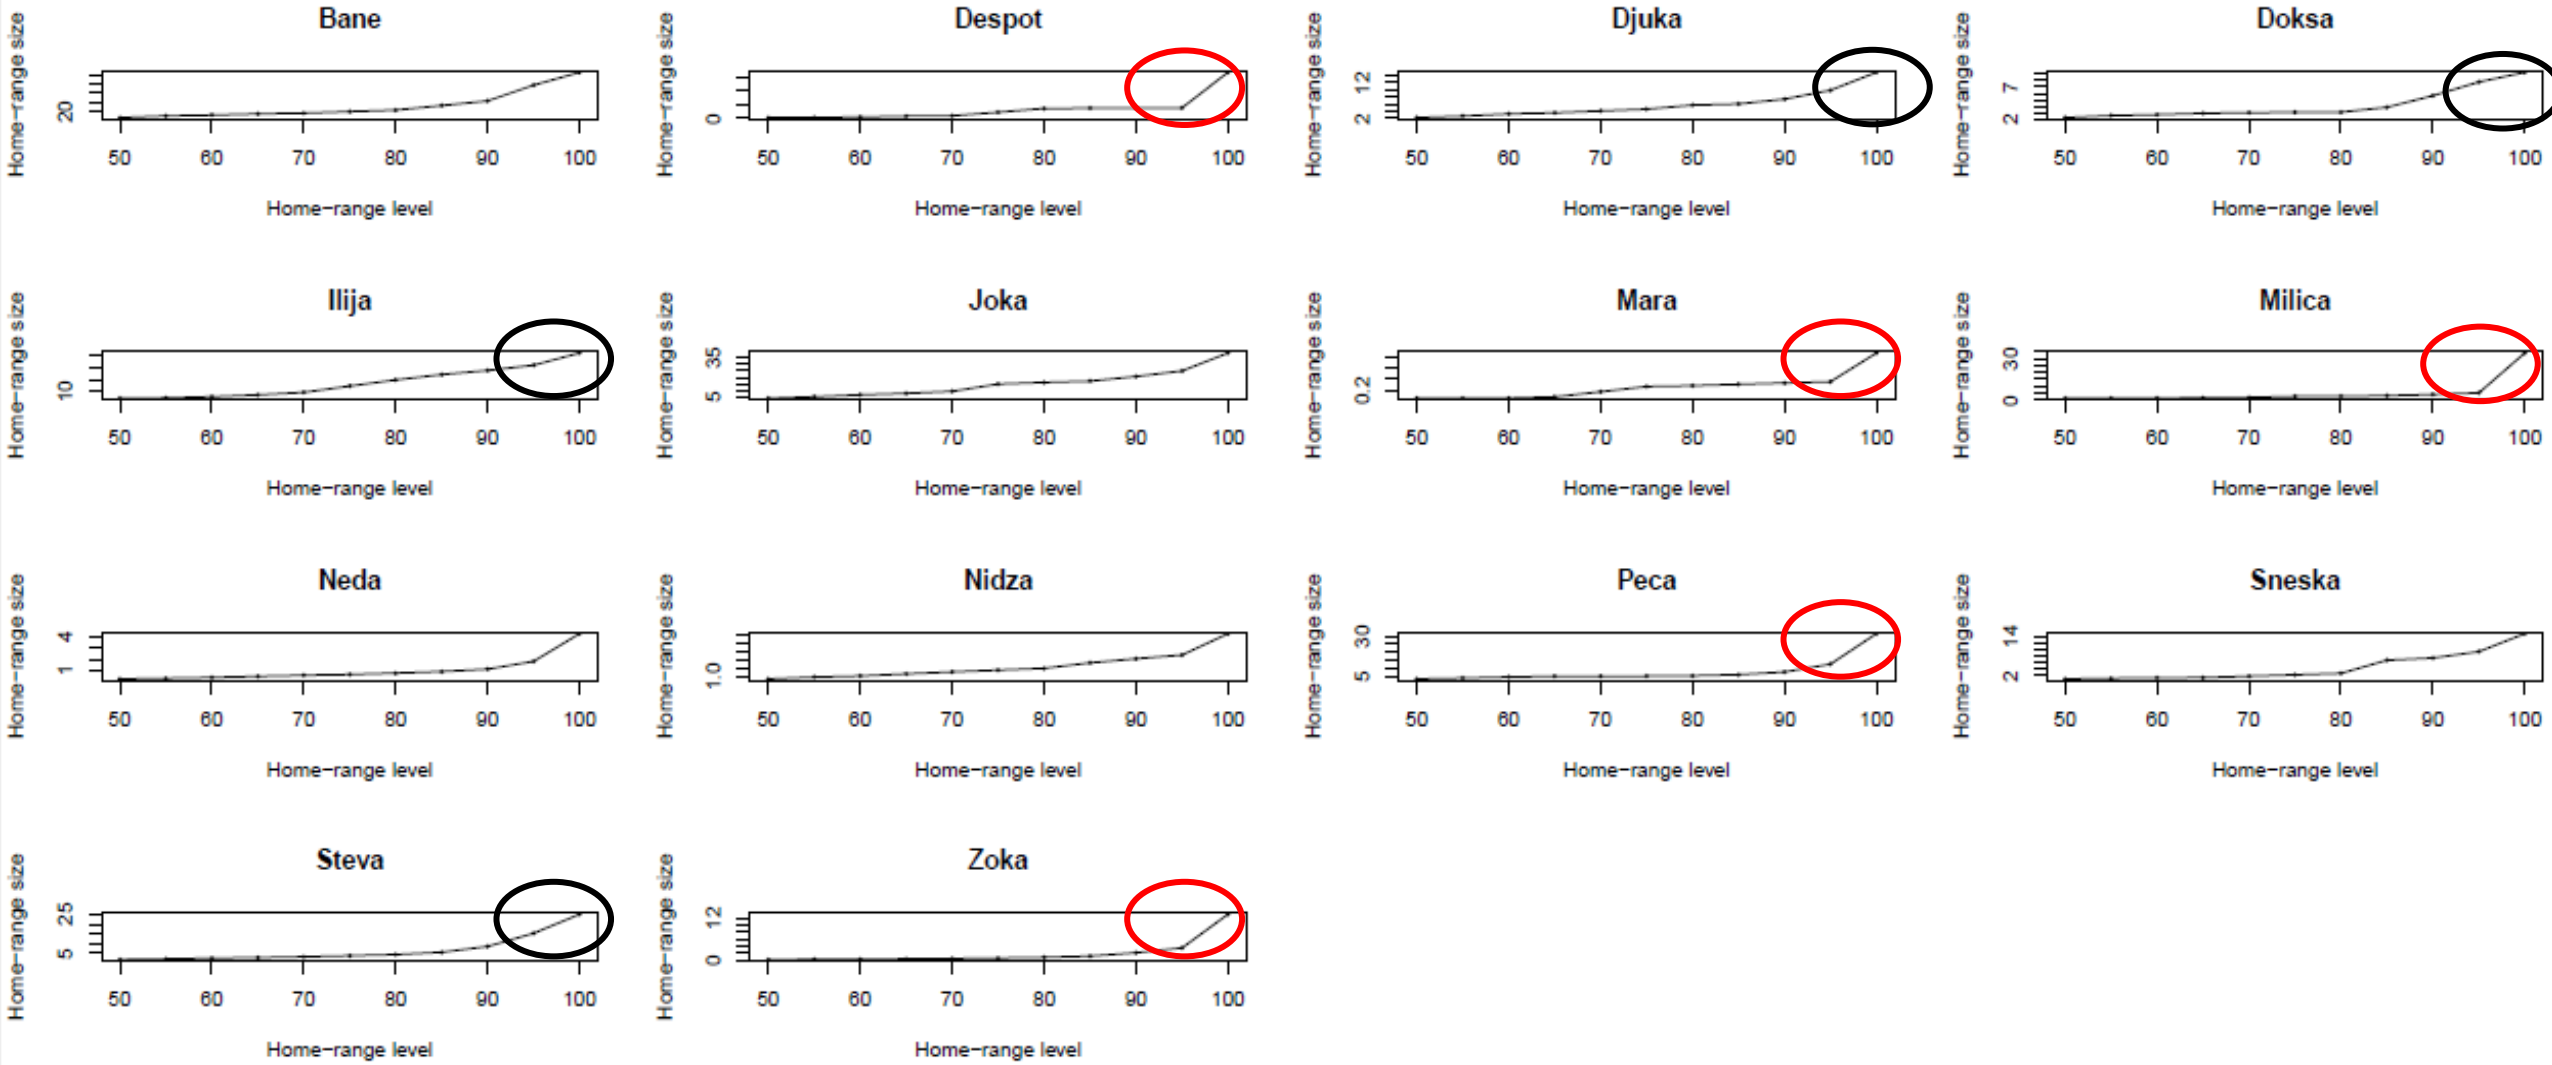 Bane
Home-range size
20
50 60 70 80 90 100
Home-range level
Despot
Home-range size
0
50 60 70 80 90 100
Home-range level
Djuka
Home-range size
2 12
50 60 70 80 90 100
Home-range level
Doksa
Home-range size
2 7
50 60 70 80 90 100
Home-range level
Ilija
Home-range size
10
50 60 70 80 90 100
Home-range level
Joka
Home-range size
5 35
50 60 70 80 90 100
Home-range level
Mara
Home-range size
0.2
50 60 70 80 90 100
Home-range level
Milica
Home-range size
0 30
50 60 70 80 90 100
Home-range level
Neda
Home-range size
1 4
50 60 70 80 90 100
Home-range level
Nidza
Home-range size
1.0
50 60 70 80 90 100
Home-range level
Peca
Home-range size
5 30
50 60 70 80 90 100
Home-range level
Sneska
Home-range size
2 14
50 60 70 80 90 100
Home-range level
Steva
Home-range size
5 25
50 60 70 80 90 100
Home-range level
Zoka
Home-range size
0 12
50 60 70 80 90 100
Home-range level